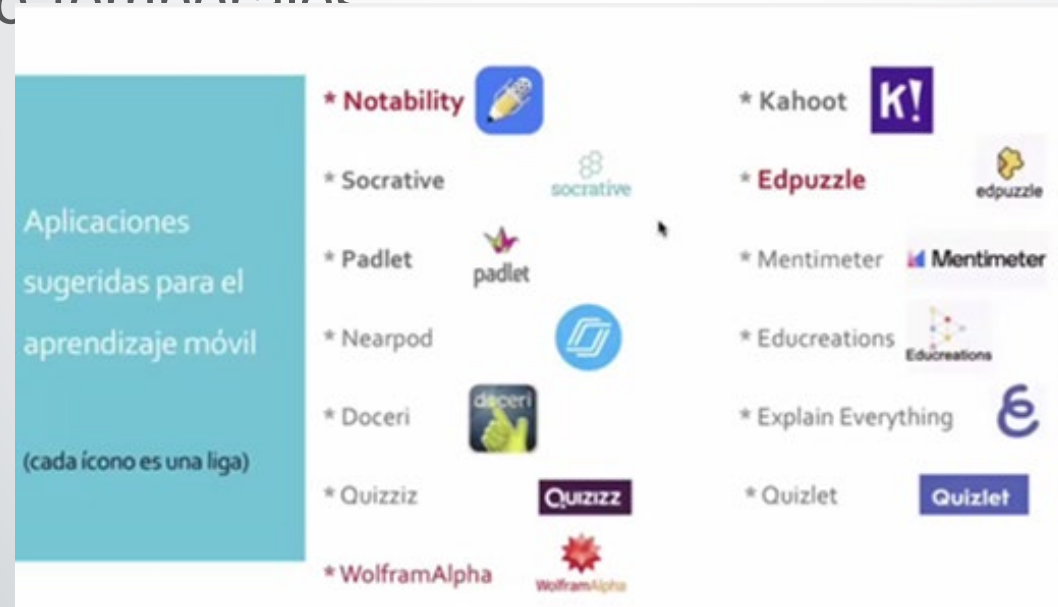 Aplicaciones
sugeridas para el
aprendizaje móvil
(cada ícono es una liga)
* Notability
* Socrative
socrative
* Padlet
padlet
* Nearpod
* Doceri
doceri
* Quizziz
QUIZIZZ
* WolframAlpha
WolframAlpha
* Kahoot
K!
* Edpuzzle
edpuzzle
* Mentimeter
Mentimeter
* Educreations
Educreations
* Explain Everything
* Quizlet
Quizlet